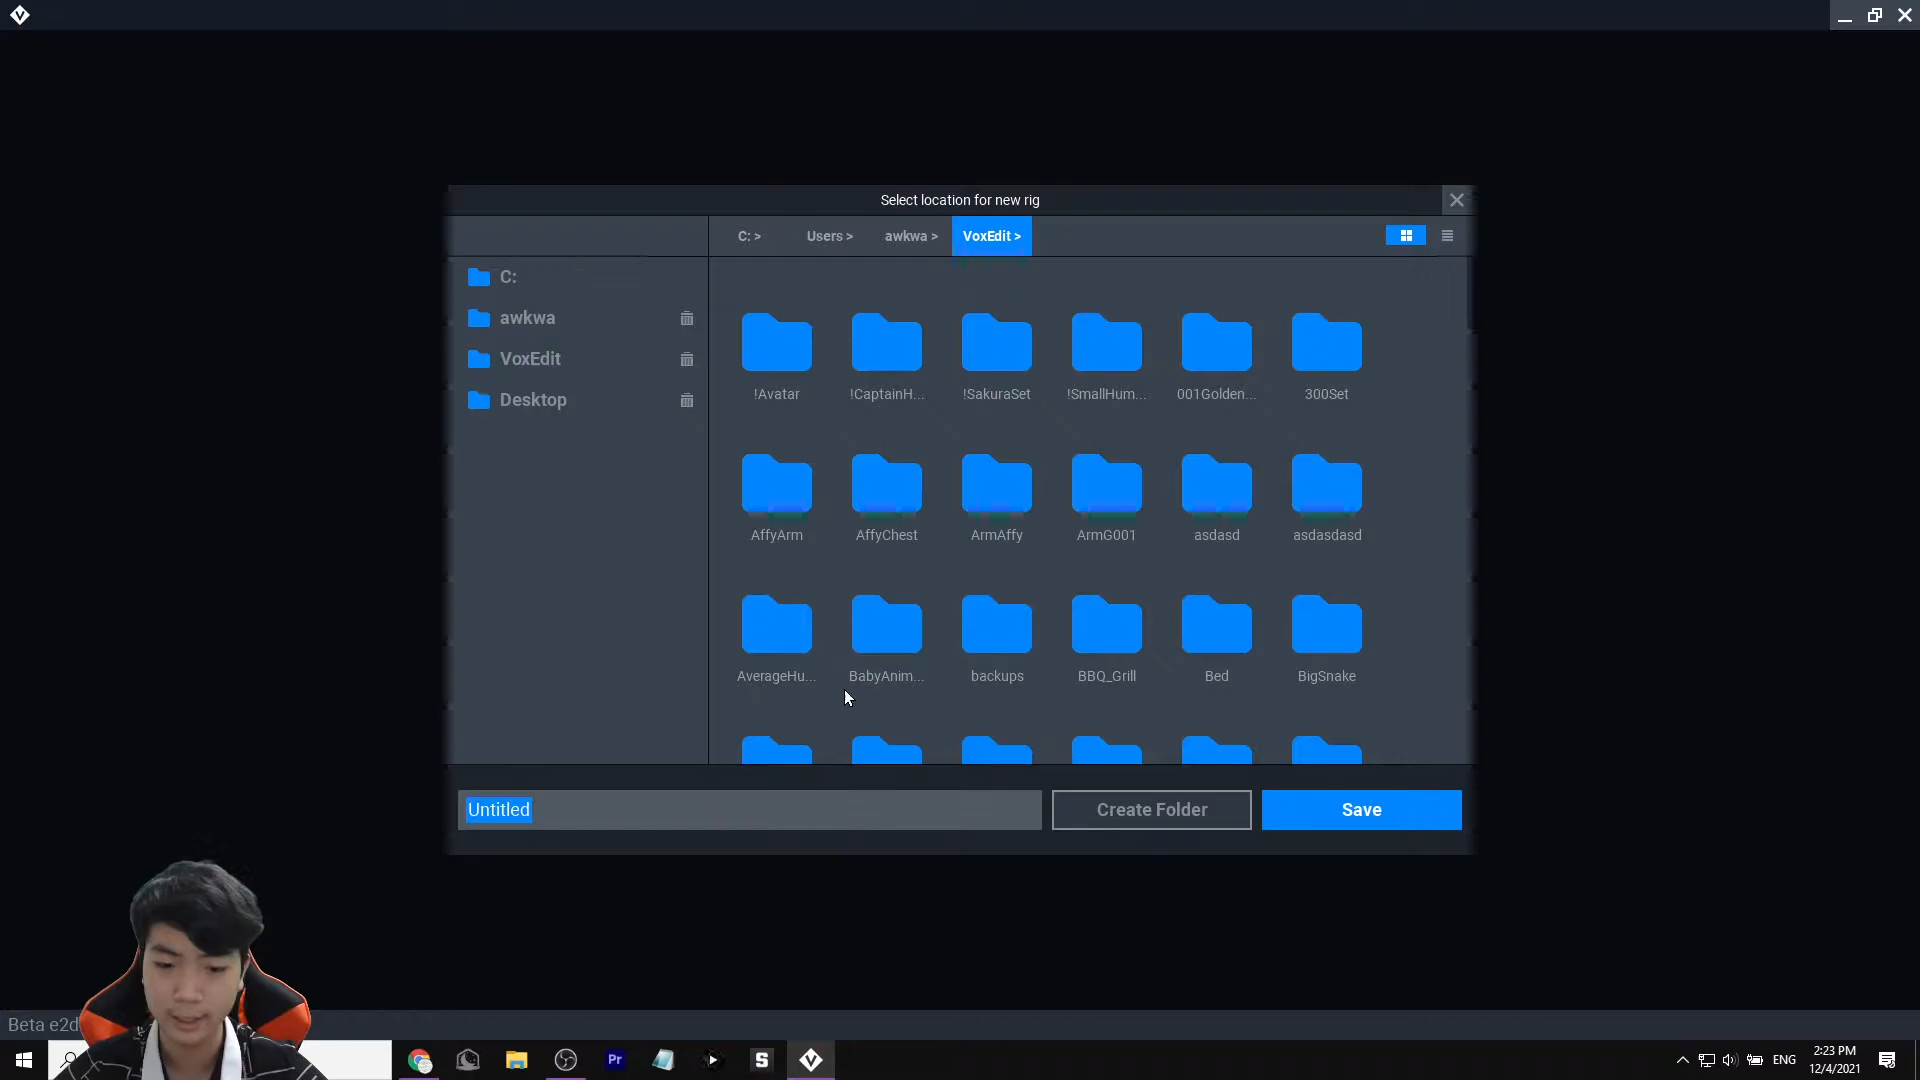 Select location for new rig
C: > Users > awkwa > VoxEdit >
C:
awkwa
VoxEdit
Desktop
!Avatar !CaptainH... !SakuraSet !SmallHum... 001Golden... 300Set
AffyArm AffyChest ArmAffy ArmG001 asdasd asdasdasd
AverageHu... BabyAnim... backups BBQ_Grill Bed BigSnake
Untitled Create Folder Save
Beta e2d
Pr S ENG 2:23 PM
12/4/2021